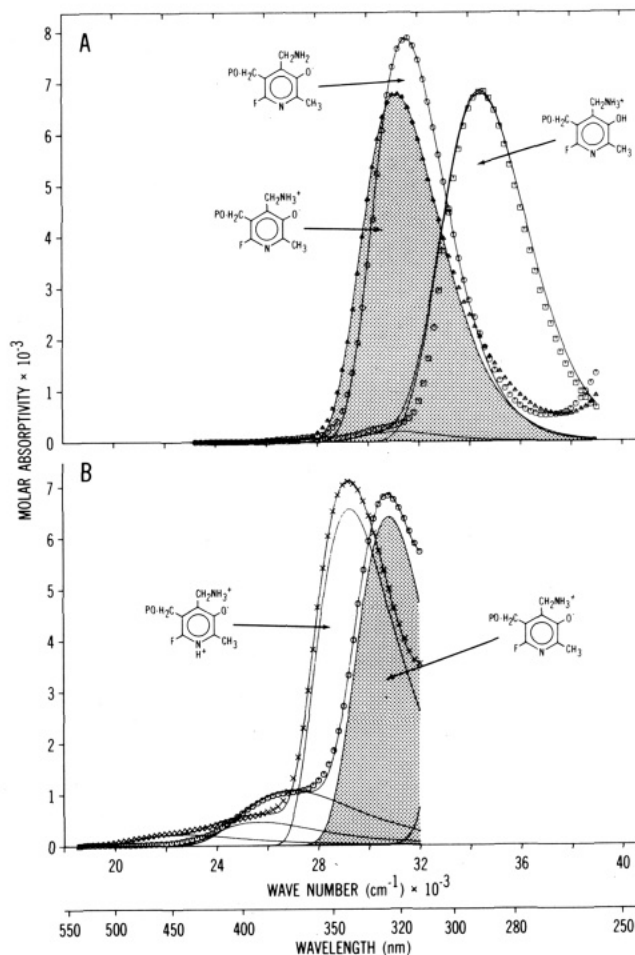 A
8
7
6
5
4
3
2
1
0
CH₂NH₂
PO·H₂C
O⁻
F
N
CH₃
CH₂NH₃⁺
PO·H₂C
OH
F
N
CH₃
CH₂NH₃⁺
PO·H₂C
O⁻
F
N
CH₃
MOLAR ABSORPTIVITY × 10⁻³
B
7
6
5
4
3
2
1
0
CH₂NH₃⁺
PO·H₂C
O⁻
F
N
CH₃
H⁺
CH₂NH₃⁺
PO·H₂C
O⁻
F
N
CH₃
20 24 28 32 36 40
WAVE NUMBER (cm⁻¹) × 10⁻³
550 500 450 400 360 340 320 300 280 250
WAVELENGTH (nm)